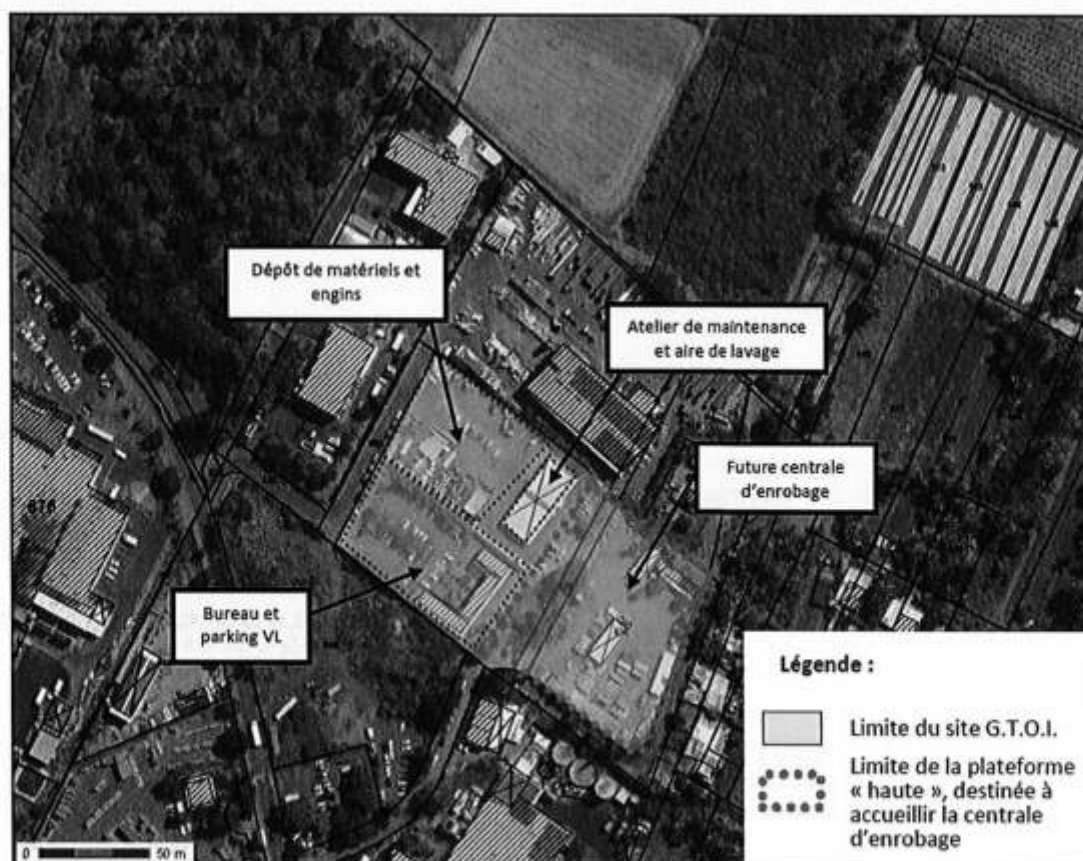 Dépôt de matériels et
engins
Atelier de maintenance
et aire de lavage
Future centrale
d'enrobage
Bureau et
parking VL
676
Légende :
Limite du site G.T.O.I.
Limite de la plateforme
« haute », destinée à
accueillir la centrale
d'enrobage
0 50 m